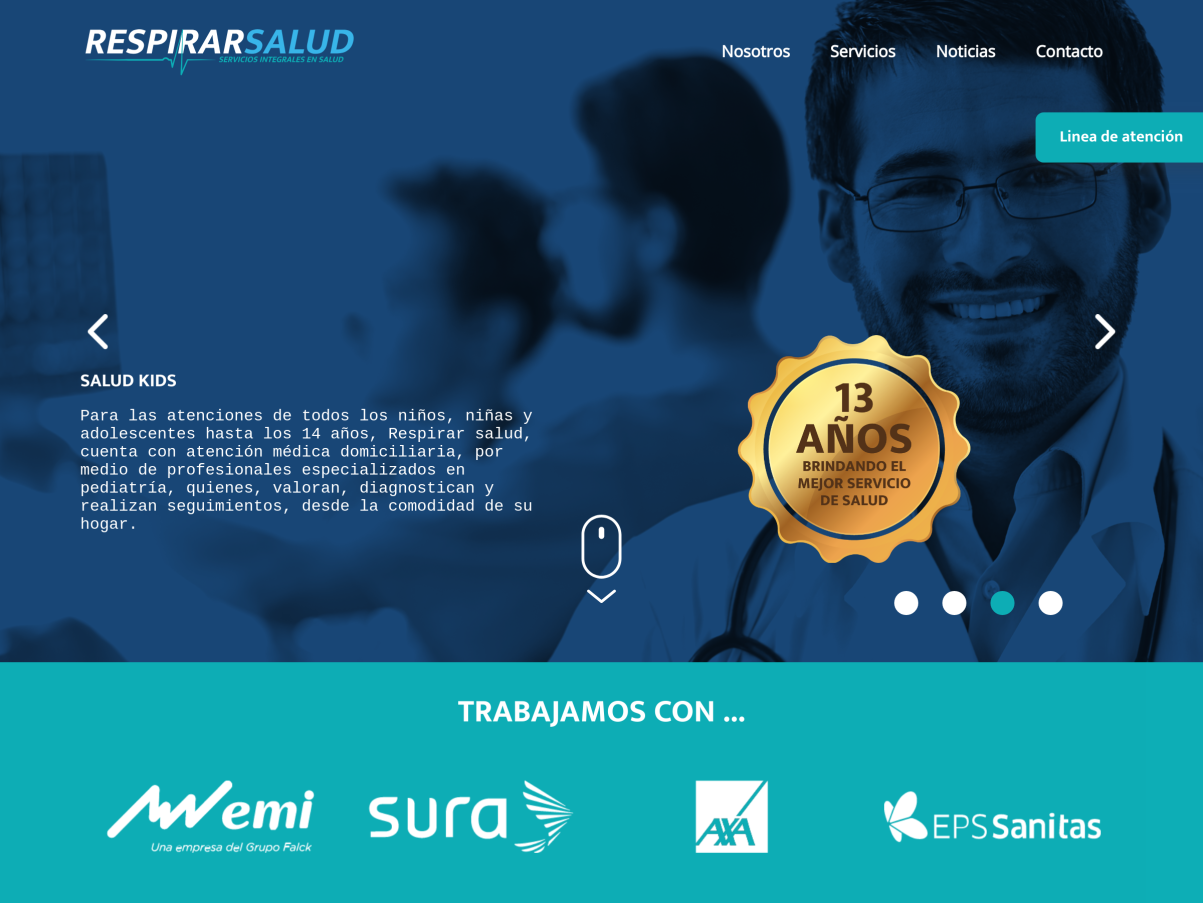 RESPIRARSALUD
SERVICIOS INTEGRALES EN SALUD
Nosotros Servicios Noticias Contacto
Linea de atención
SALUD KIDS
Para las atenciones de todos los niños, niñas y
adolescentes hasta los 14 años, Respirar salud,
cuenta con atención médica domiciliaria, por
medio de profesionales especializados en
pediatría, quienes, valoran, diagnostican y
realizan seguimientos, desde la comodidad de su
hogar.
13
AÑOS
BRINDANDO EL
MEJOR SERVICIO
DE SALUD
TRABAJAMOS CON ...
emi
Una empresa del Grupo Falck
sura
AXA
EPS Sanitas